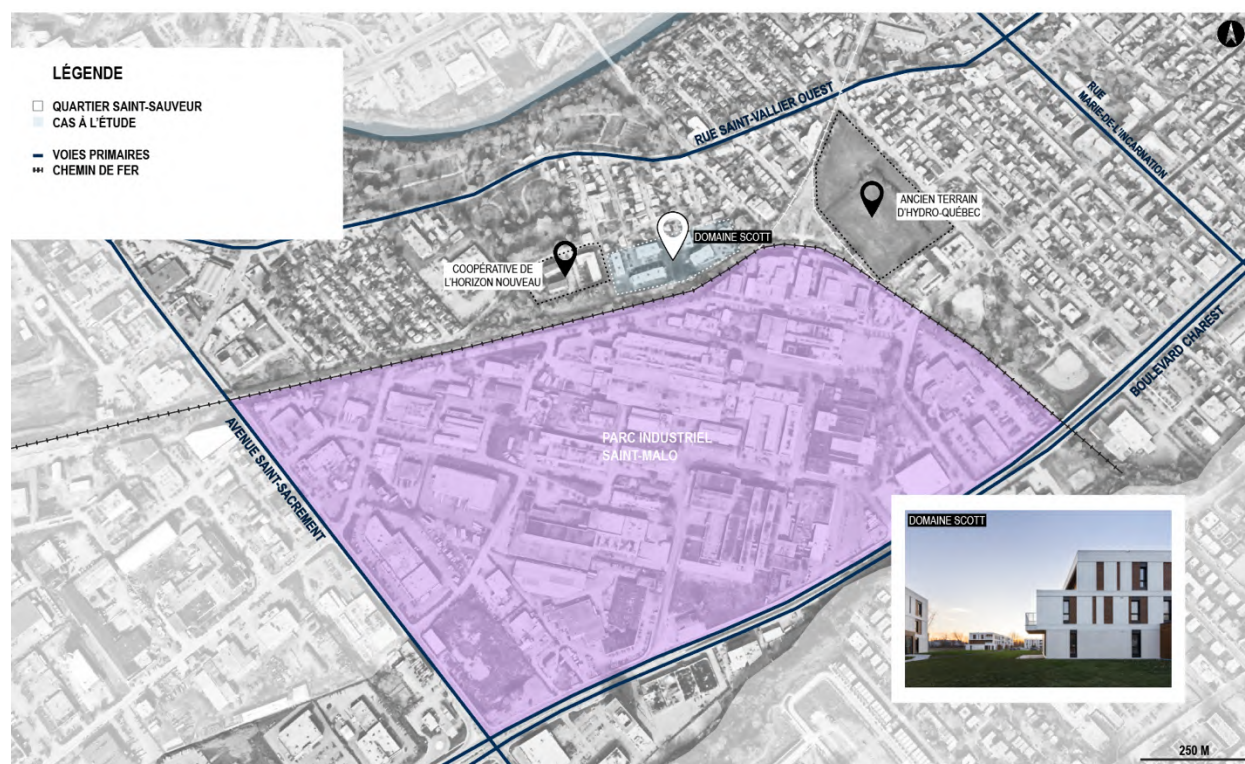 LÉGENDE
QUARTIER SAINT-SAUVEUR
CAS À L'ÉTUDE
VOIES PRIMAIRES
CHEMIN DE FER
RUE SAINT-VALLIER OUEST
RUE
MARIE-DE-L'INCARNATION
ANCIEN TERRAIN
D'HYDRO-QUÉBEC
DOMAINE SCOTT
COOPÉRATIVE DE
L'HORIZON NOUVEAU
BOULEVARD CHAREST
AVENUE SAINT-SACREMENT
PARC INDUSTRIEL
SAINT-MALO
DOMAINE SCOTT
250 M